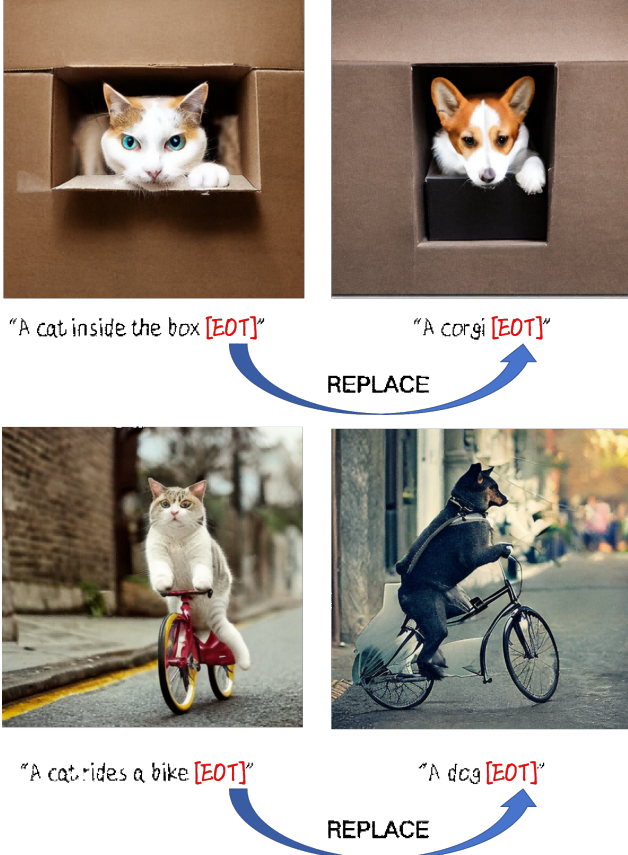 “A cat inside the box [EOT]”
“A corgi [EOT]”
REPLACE
“A cat rides a bike [EOT]”
“A dog [EOT]”
REPLACE